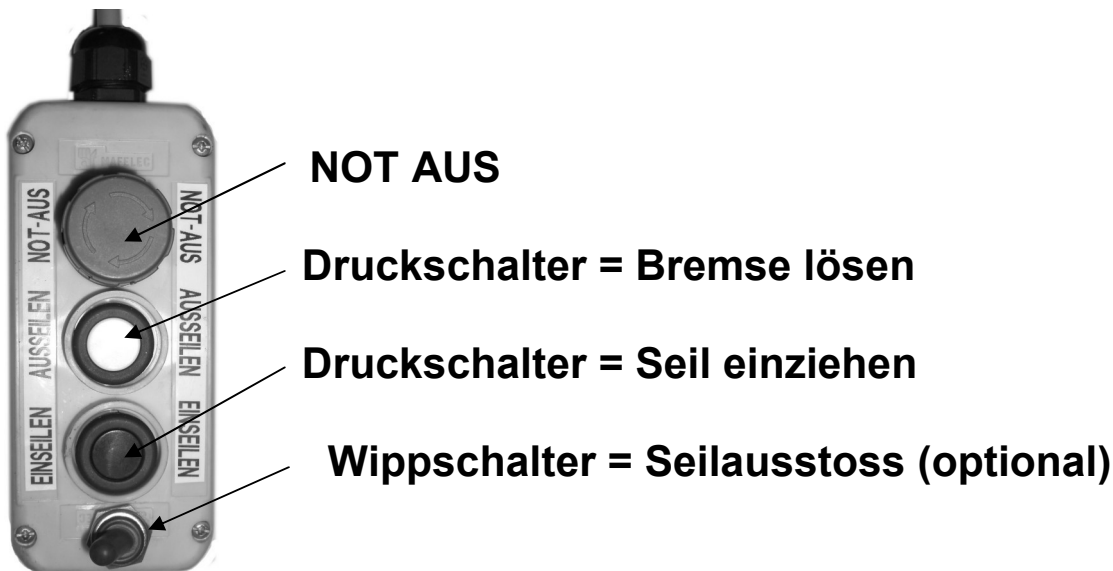 MAFELEC
NOT-AUS
NOT-AUS
NOT AUS
AUSSEILEN
AUSSEILEN
Druckschalter = Bremse lösen
EINSEILEN
EINSEILEN
Druckschalter = Seil einziehen
Wippschalter = Seilausstoss (optional)